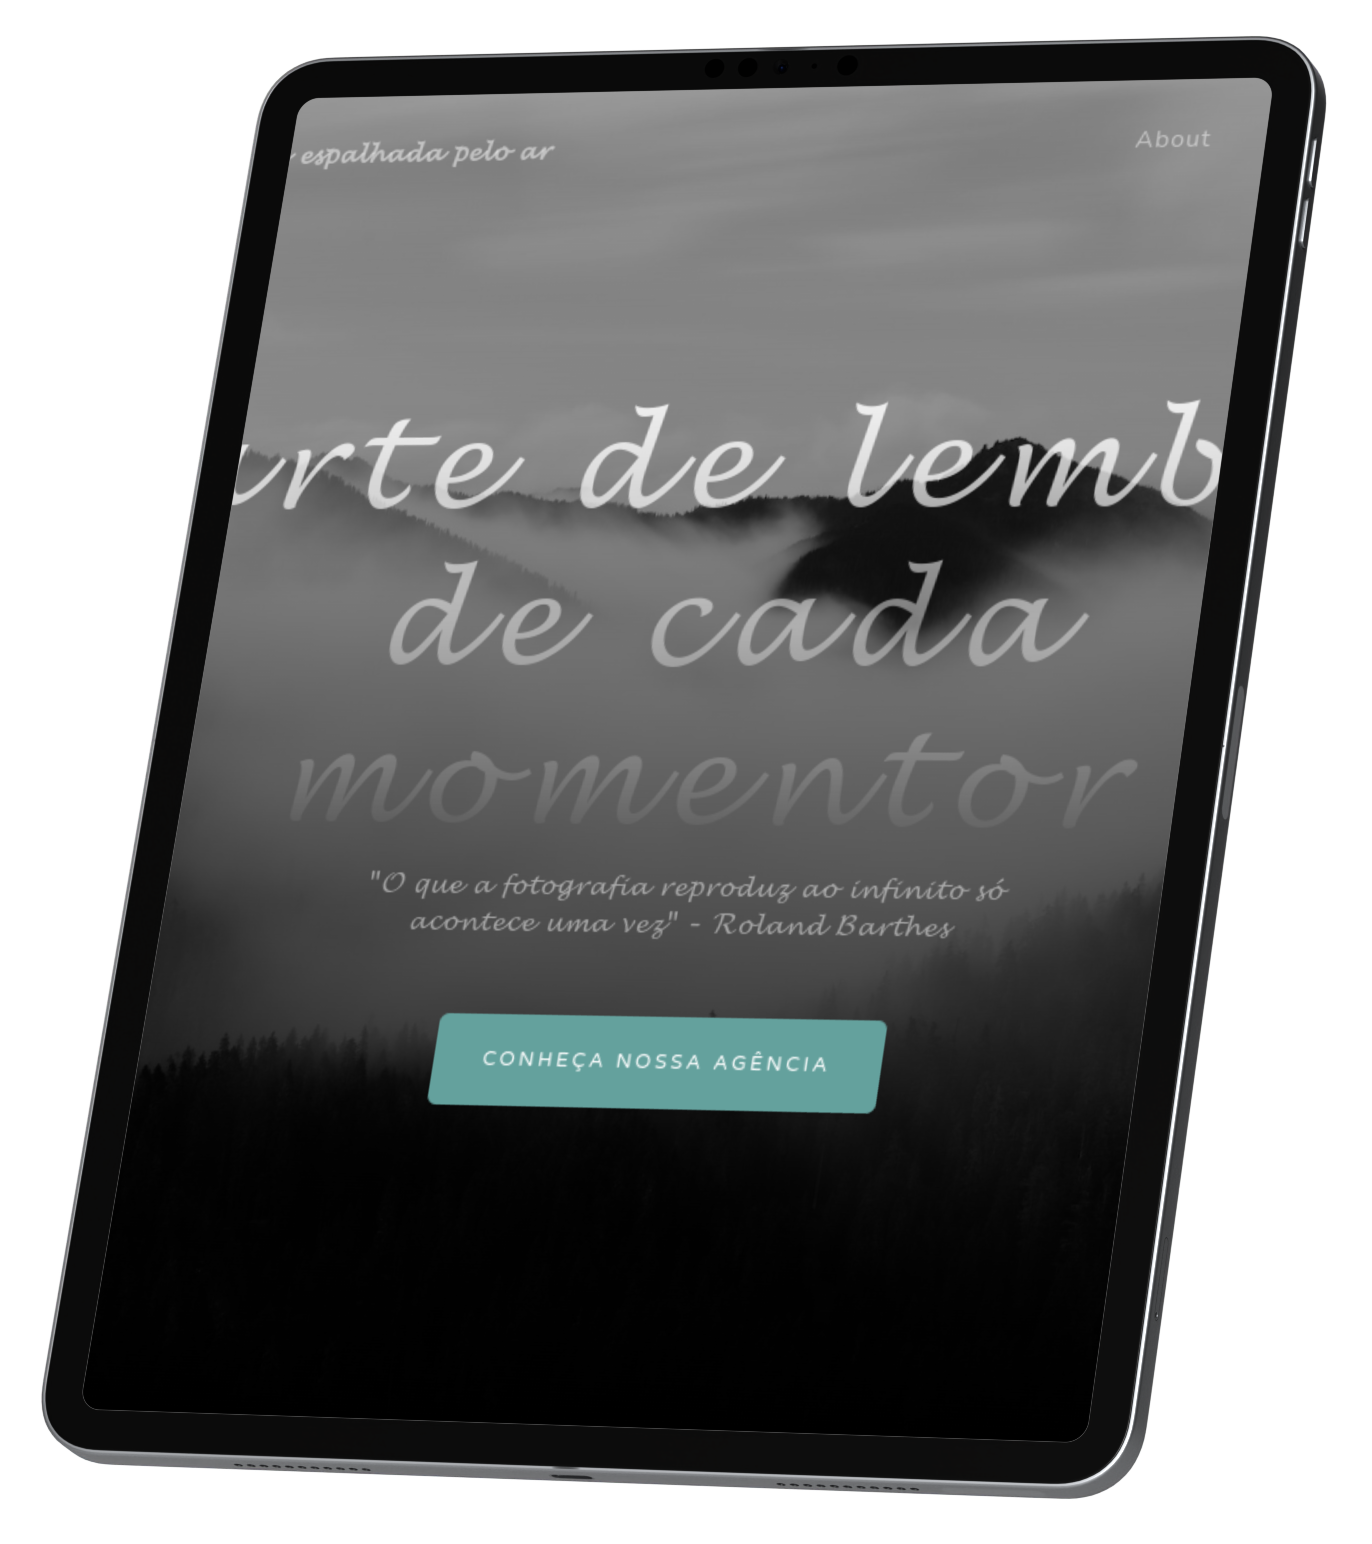 espalhada pelo ar
About
arte de lemb
de cada
momentor
"O que a fotografia reproduz ao infinito só
acontece uma vez" - Roland Barthes
CONHEÇA NOSSA AGÊNCIA